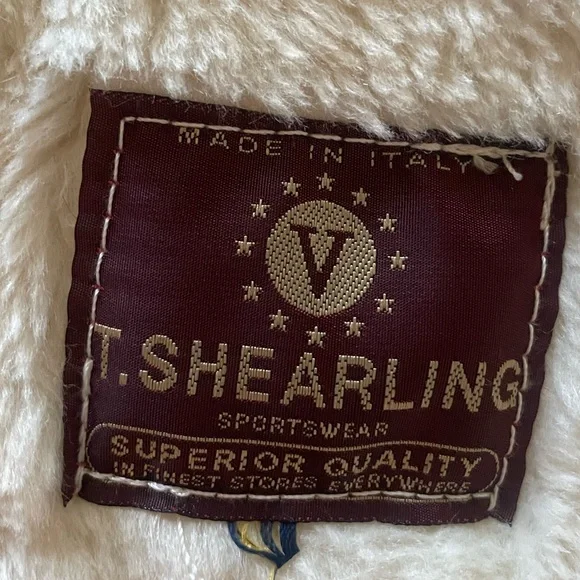 MADE IN ITALY
V
T.SHEARLING
SPORTSWEAR
SUPERIOR QUALITY
IN FINEST STORES EVERYWHERE